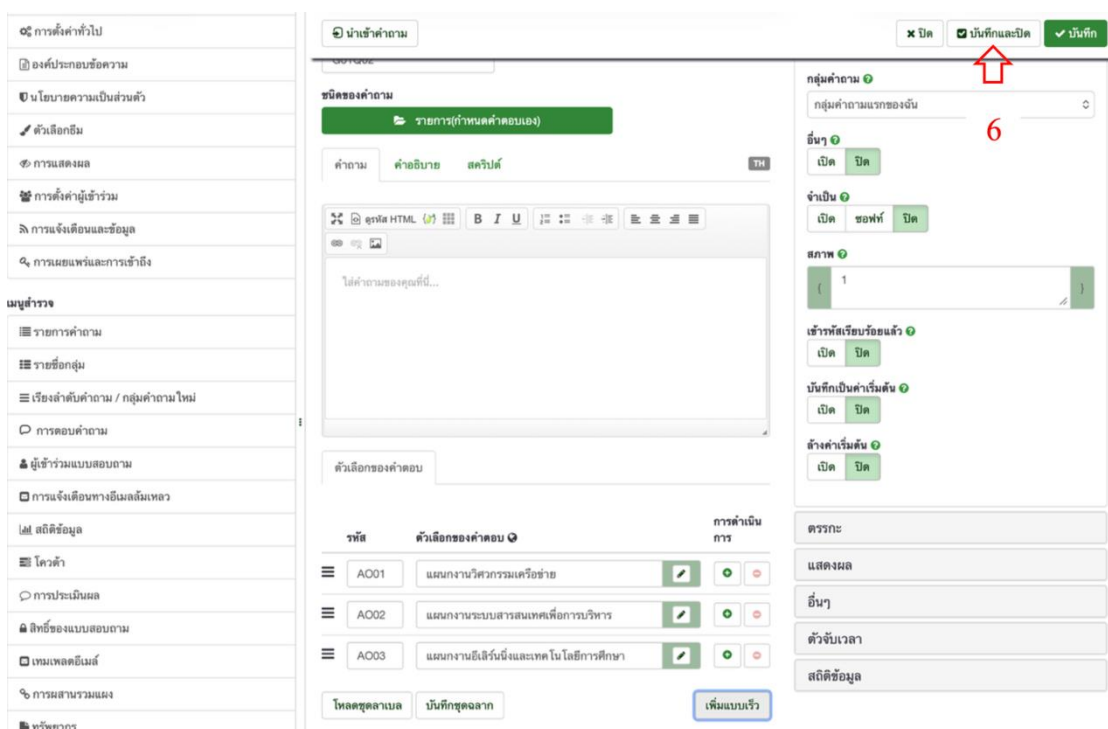 การตั้งค่าทั่วไป
องค์ประกอบข้อความ
นโยบายความเป็นส่วนตัว
ตัวเลือกธีม
การแสดงผล
การตั้งค่าผู้เข้าร่วม
การแจ้งเตือนและข้อมูล
การเผยแพร่และการเข้าถึง
เมนูสำรวจ
รายการคำถาม
รายชื่อกลุ่ม
เรียงลำดับคำถาม / กลุ่มคำถามใหม่
การตอบคำถาม
ผู้เข้าร่วมแบบสอบถาม
การแจ้งเตือนทางอีเมลล้มเหลว
สถิติข้อมูล
โควต้า
การประเมินผล
สิทธิ์ของแบบสอบถาม
เทมเพลตอีเมล์
การผสานรวมแผง
ทรัพยากร
นำเข้าคำถาม
ปิด บันทึกและปิด บันทึก
6
G01Q02
ชนิดของคำถาม
รายการ(กำหนดคำตอบเอง)
คำถาม คำอธิบาย สคริปต์ TH
ดูรหัส HTML B I U
ใส่คำถามของคุณที่นี่...
ตัวเลือกของคำตอบ
รหัส ตัวเลือกของคำตอบ การดำเนินการ
AO01 แผนกงานวิศวกรรมเครือข่าย
AO02 แผนกงานระบบสารสนเทศเพื่อการบริหาร
AO03 แผนกงานอีเลิร์นนิ่งและเทคโนโลยีการศึกษา
โหลดชุดลาเบล บันทึกชุดฉลาก เพิ่มแบบเร็ว
กลุ่มคำถาม
กลุ่มคำถามแรกของฉัน
อื่นๆ
เปิด ปิด
จำเป็น
เปิด ซอฟท์ ปิด
สภาพ
{ 1 }
เข้ารหัสเรียบร้อยแล้ว
เปิด ปิด
บันทึกเป็นค่าเริ่มต้น
เปิด ปิด
ล้างค่าเริ่มต้น
เปิด ปิด
ตรรกะ
แสดงผล
อื่นๆ
ตัวจับเวลา
สถิติข้อมูล